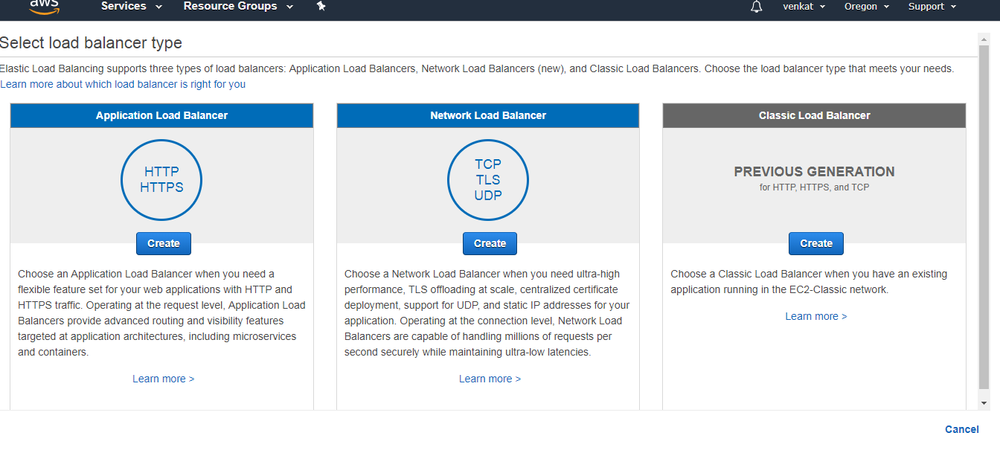 aws Services Resource Groups venkat Oregon Support
Select load balancer type
Elastic Load Balancing supports three types of load balancers: Application Load Balancers, Network Load Balancers (new), and Classic Load Balancers. Choose the load balancer type that meets your needs.
Learn more about which load balancer is right for you
Application Load Balancer
HTTP
HTTPS
Create
Choose an Application Load Balancer when you need a
flexible feature set for your web applications with HTTP and
HTTPS traffic. Operating at the request level, Application Load
Balancers provide advanced routing and visibility features
targeted at application architectures, including microservices
and containers.
Learn more >
Network Load Balancer
TCP
TLS
UDP
Create
Choose a Network Load Balancer when you need ultra-high
performance, TLS offloading at scale, centralized certificate
deployment, support for UDP, and static IP addresses for your
application. Operating at the connection level, Network Load
Balancers are capable of handling millions of requests per
second securely while maintaining ultra-low latencies.
Learn more >
Classic Load Balancer
PREVIOUS GENERATION
for HTTP, HTTPS, and TCP
Create
Choose a Classic Load Balancer when you have an existing
application running in the EC2-Classic network.
Learn more >
Cancel